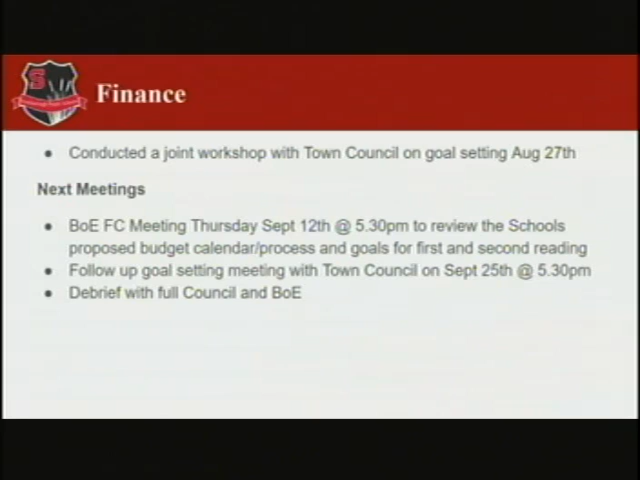 S
Finance
Conducted a joint workshop with Town Council on goal setting Aug 27th
Next Meetings
BoE FC Meeting Thursday Sept 12th @ 5.30pm to review the Schools
proposed budget calendar/process and goals for first and second reading
Follow up goal setting meeting with Town Council on Sept 25th @ 5.30pm
Debrief with full Council and BoE